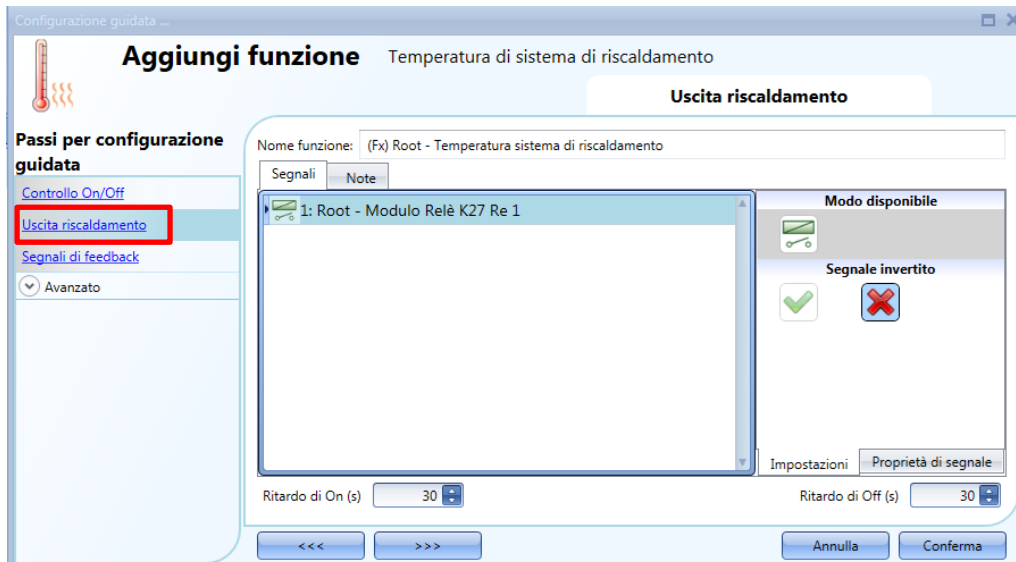 Configurazione guidata ...
Aggiungi funzione
Temperatura di sistema di riscaldamento
Uscita riscaldamento
Passi per configurazione
guidata
Controllo On/Off
Uscita riscaldamento
Segnali di feedback
Avanzato
Nome funzione: (Fx) Root - Temperatura sistema di riscaldamento
Segnali
Note
1: Root - Modulo Relè K27 Re 1
Modo disponibile
Segnale invertito
Impostazioni
Proprietà di segnale
Ritardo di On (s) 30
Ritardo di Off (s) 30
<<<
>>>
Annulla
Conferma